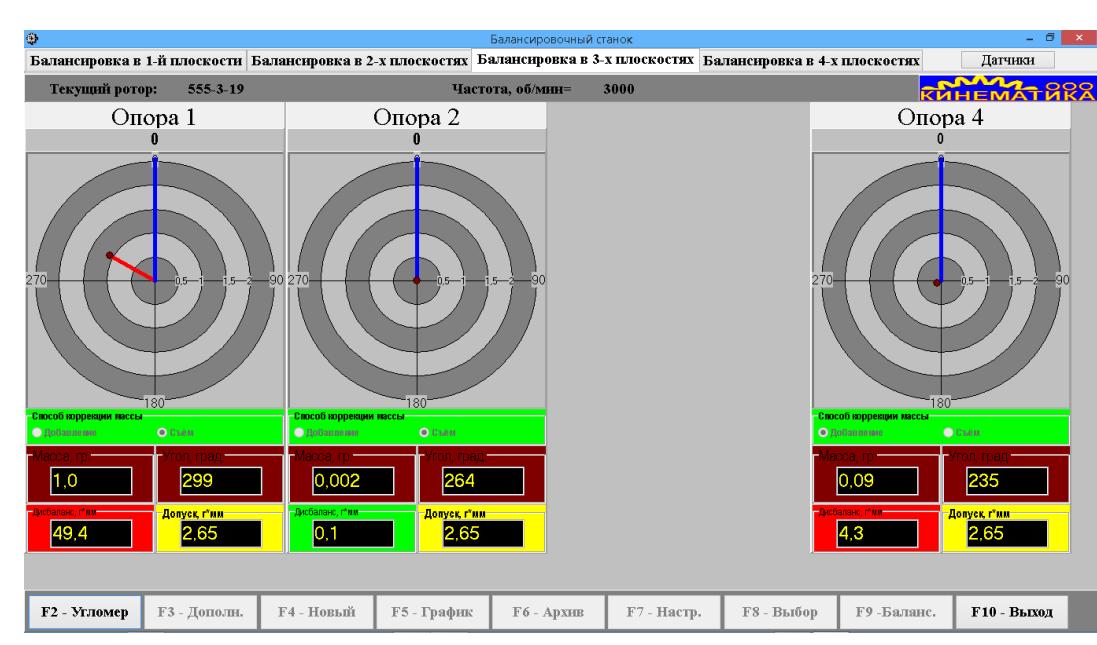 Балансировочный станок
Балансировка в 1-й плоскости Балансировка в 2-х плоскостях Балансировка в 3-х плоскостях Балансировка в 4-х плоскостях Датчики
Текущий ротор: 555-3-19 Частота, об/мин= 3000 ООО КИНЕМАТИКА
Опора 1 Опора 2 Опора 4
0 0 0
0 0 0
270 0,5 1 1,5 2 90 270 0,5 1 1,5 2 90 270 0,5 1 1,5 2 90
180 180 180
Способ коррекции массы Способ коррекции массы Способ коррекции массы
Добавление Съём Добавление Съём Добавление Съём
Масса, гр Угол, град Масса, гр Угол, град Масса, гр Угол, град
1,0 299 0,002 264 0,09 235
Дисбаланс, г*мм Допуск, г*мм Дисбаланс, г*мм Допуск, г*мм Дисбаланс, г*мм Допуск, г*мм
49,4 2,65 0,1 2,65 4,3 2,65
F2 - Угломер F3 - Дополн. F4 - Новый F5 - График F6 - Архив F7 - Настр. F8 - Выбор F9 -Баланс. F10 - Выход